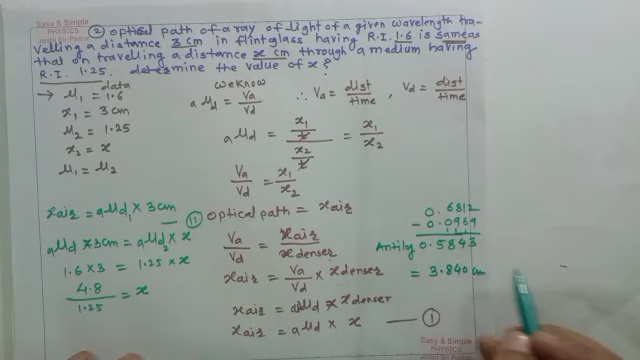 Easy & Simple
PHYSICS
② Optical path of a ray of light of a given wavelength tra-
velling a distance 3 cm in flintglass having R.I. 1.6 is same as
that on travelling a distance x cm through a medium having
R.I. 1.25. determine the value of x?
data
→ μ₁ = 1.6
x₁ = 3cm
μ₂ = 1.25
x₂ = x
μ₁ = μ₂
we know
aμd = Va/Vd ∴ Va = dist/time , Vd = dist/time
aμd = (x₁/t)/(x₂/t) = x₁/x₂
Va/Vd = x₁/x₂
⑪ Optical path = xair
Va/Vd = xair/xdenser
xair = Va/Vd × xdenser
xair = aμd × xdenser
xair = aμd × x — ①
xair = aμd₁ × 3cm
aμd × 3cm = aμd₂ × x
1.6 × 3 = 1.25 × x
4.8/1.25 = x
0.6812
- 0.0969
Antilog 0.5843
= 3.840 cm
Easy & Simple
PHYSICS